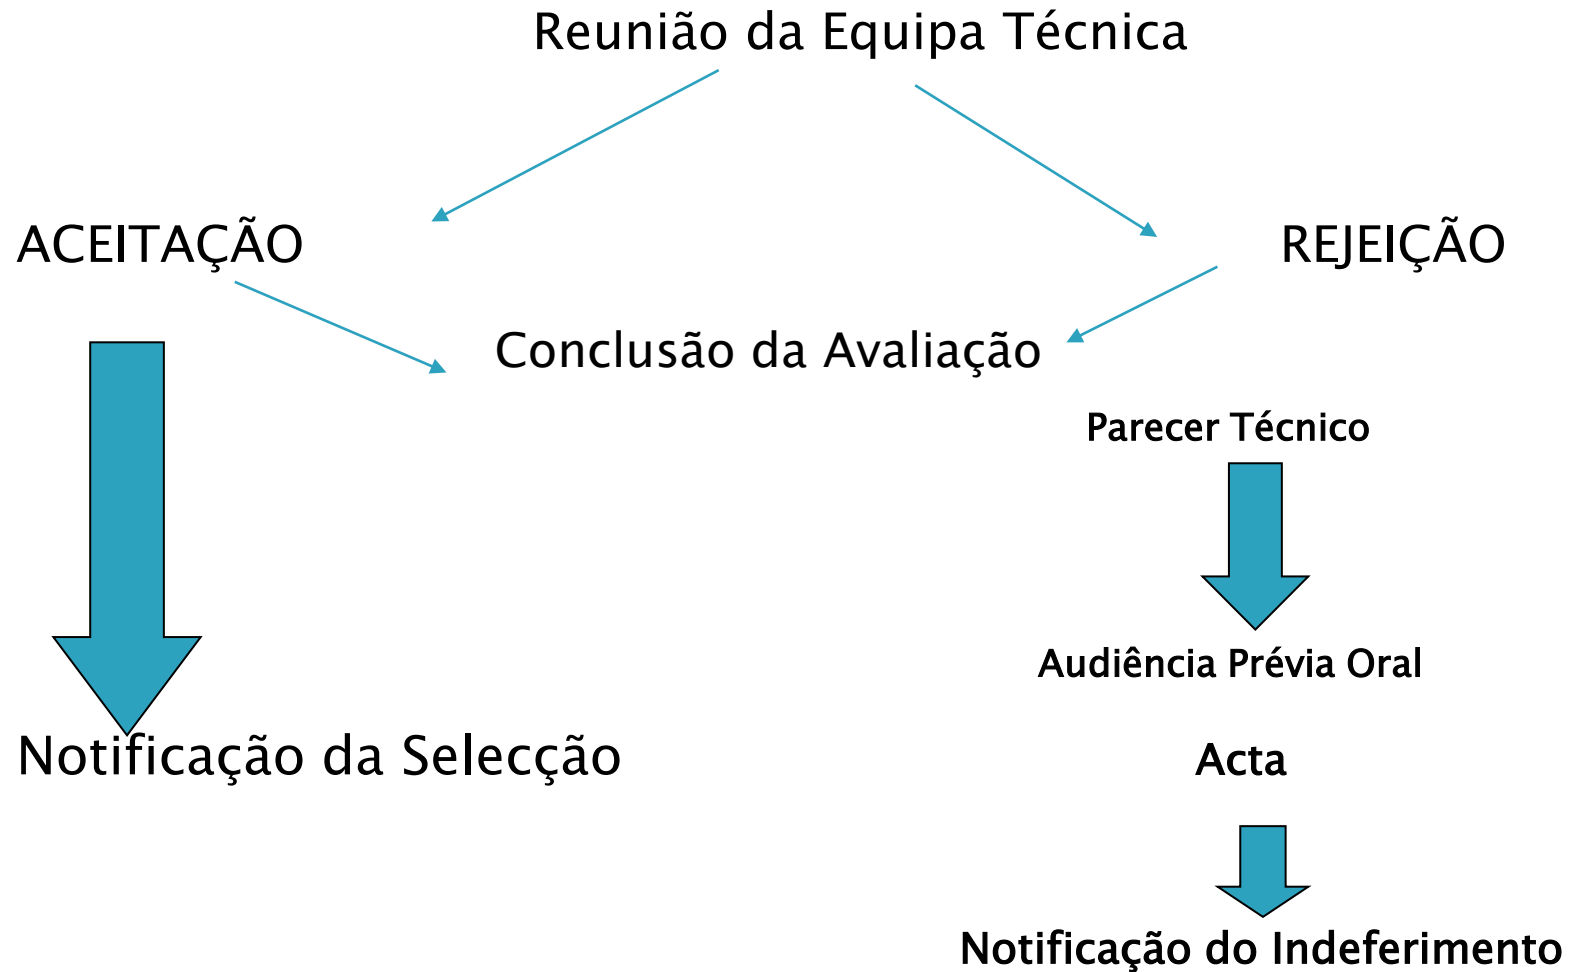 Reunião da Equipa Técnica
ACEITAÇÃO
REJEIÇÃO
Conclusão da Avaliação
Parecer Técnico
Audiência Prévia Oral
Notificação da Selecção
Acta
Notificação do Indeferimento